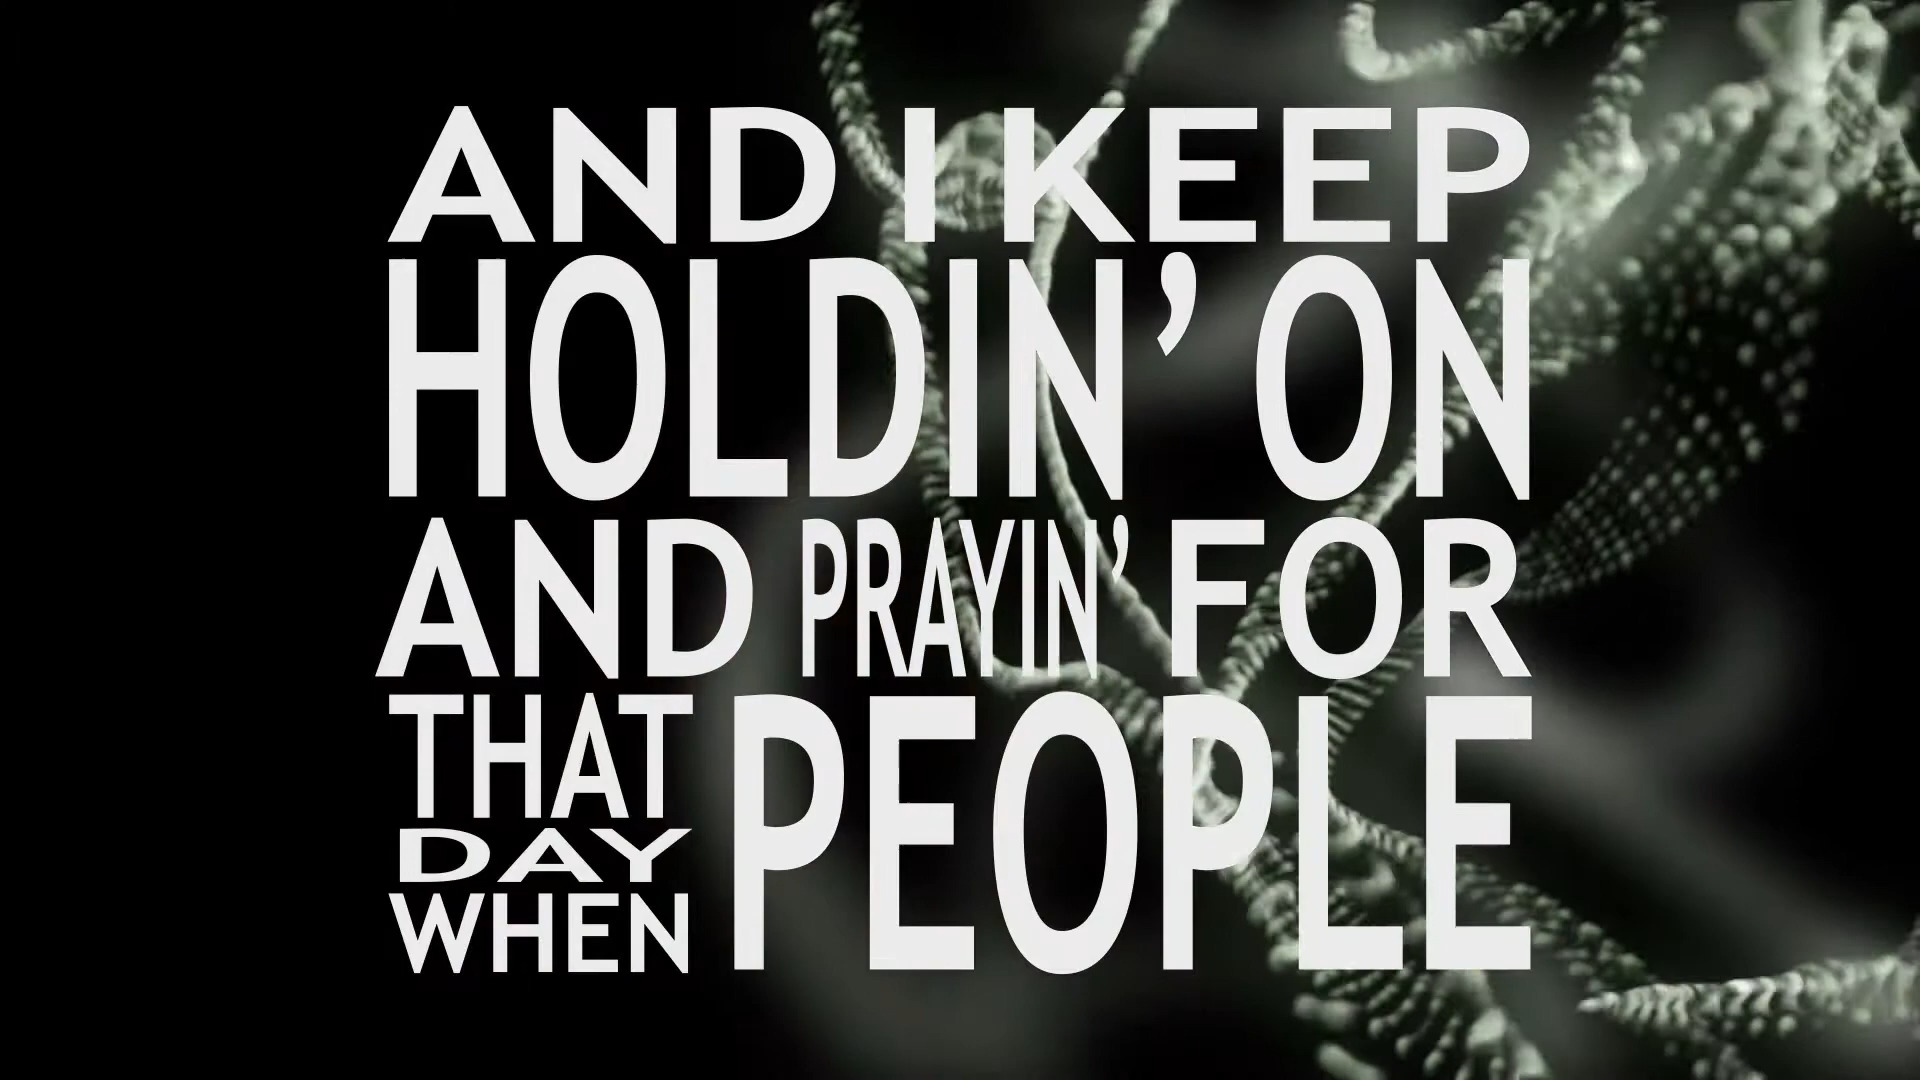 AND I KEEP
HOLDIN' ON
AND PRAYIN' FOR
THAT
DAY
WHEN
PEOPLE